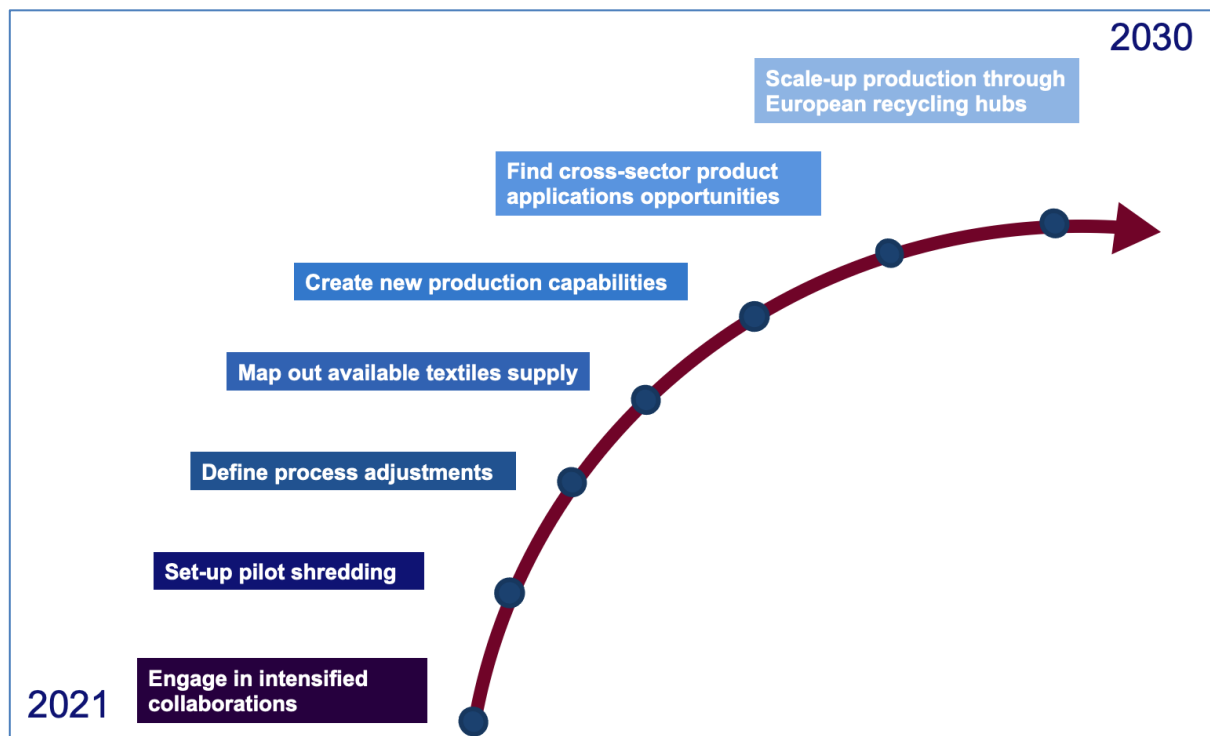 2030
Scale-up production through
European recycling hubs
Find cross-sector product
applications opportunities
Create new production capabilities
Map out available textiles supply
Define process adjustments
Set-up pilot shredding
Engage in intensified
collaborations
2021